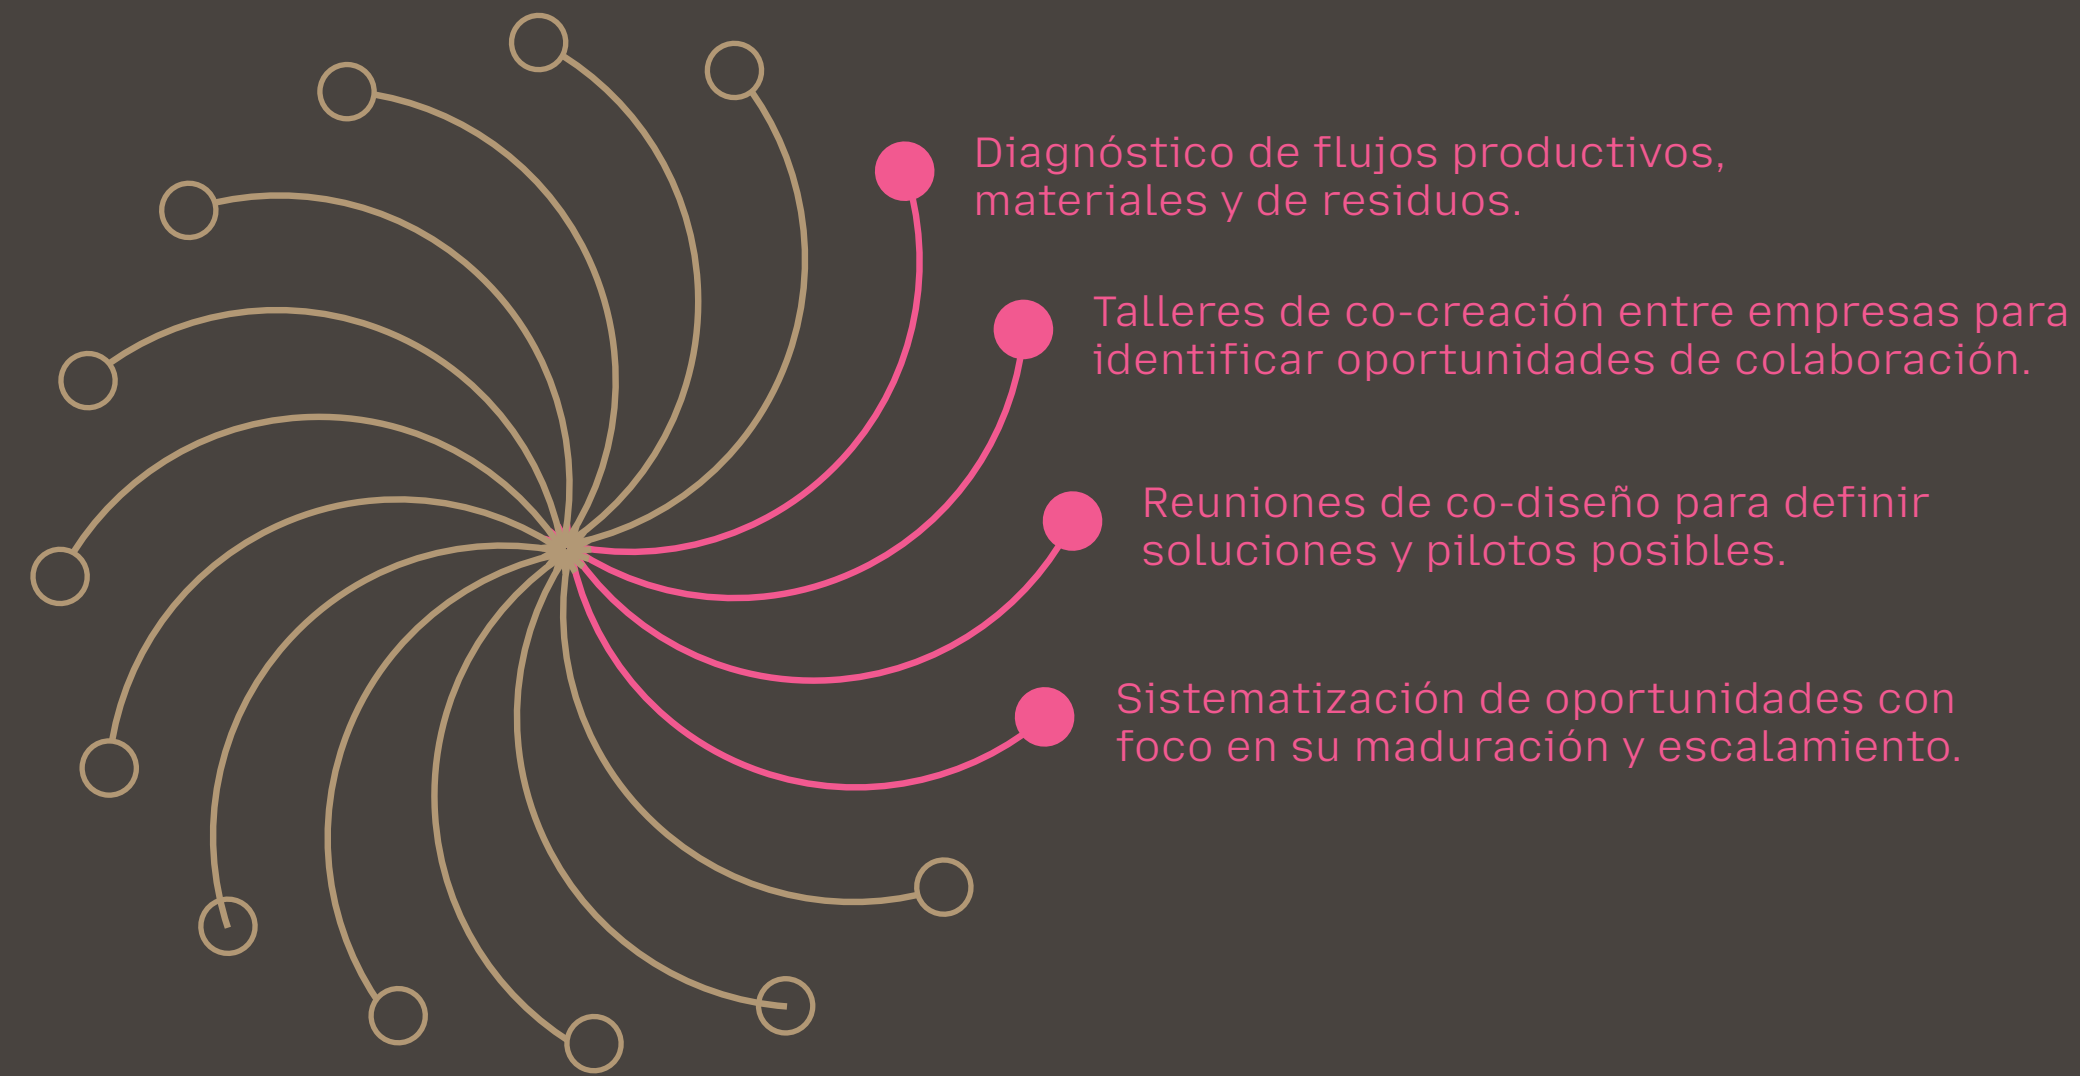 Diagnóstico de flujos productivos,
materiales y de residuos.
Talleres de co-creación entre empresas para
identificar oportunidades de colaboración.
Reuniones de co-diseño para definir
soluciones y pilotos posibles.
Sistematización de oportunidades con
foco en su maduración y escalamiento.